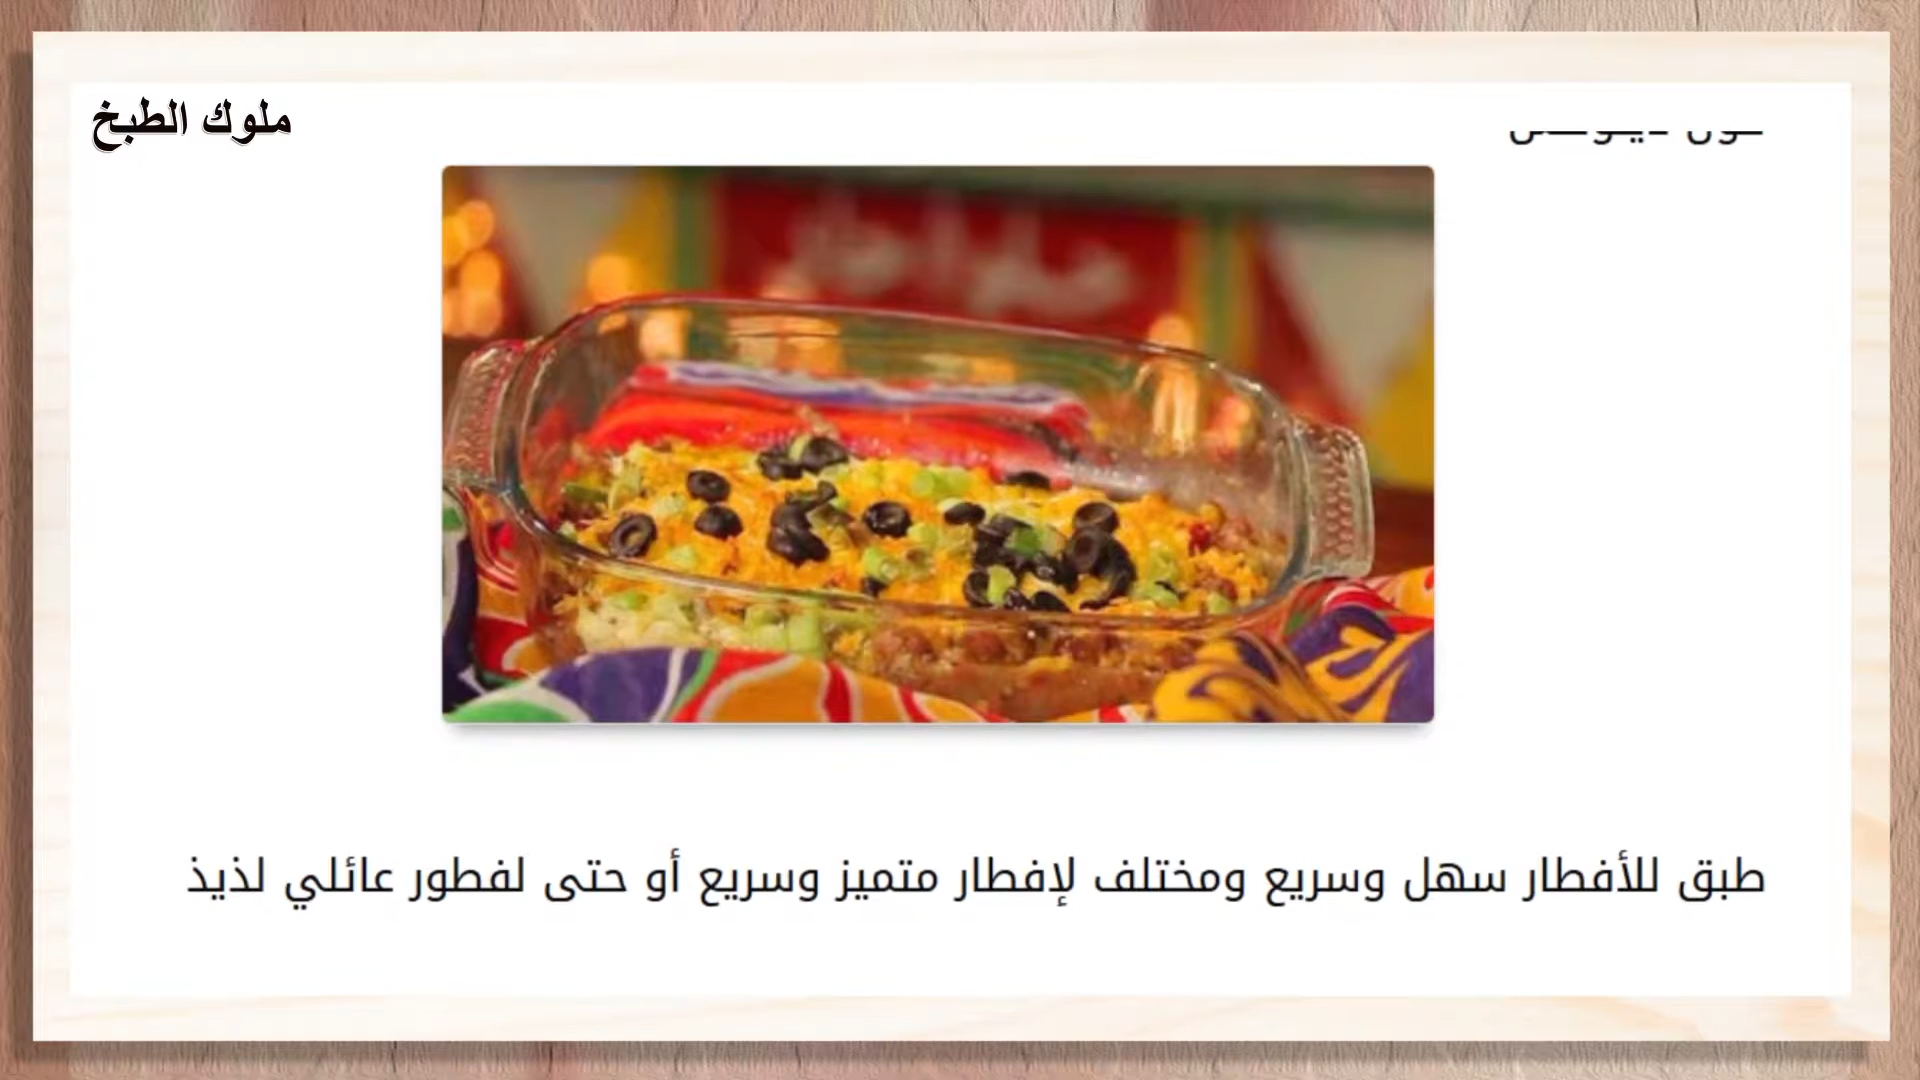 ملوك الطبخ
طبق للأفطار سهل وسريع ومختلف لإفطار متميز وسريع أو حتى لفطور عائلي لذيذ